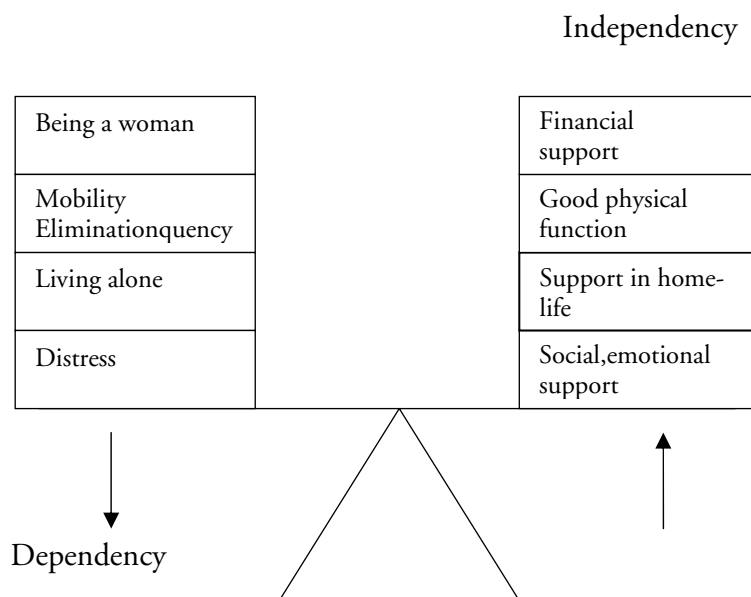 Independency
Being a woman
Mobility
Eliminationquency
Living alone
Distress
Financial
support
Good physical
function
Support in home-
life
Social,emotional
support
Dependency